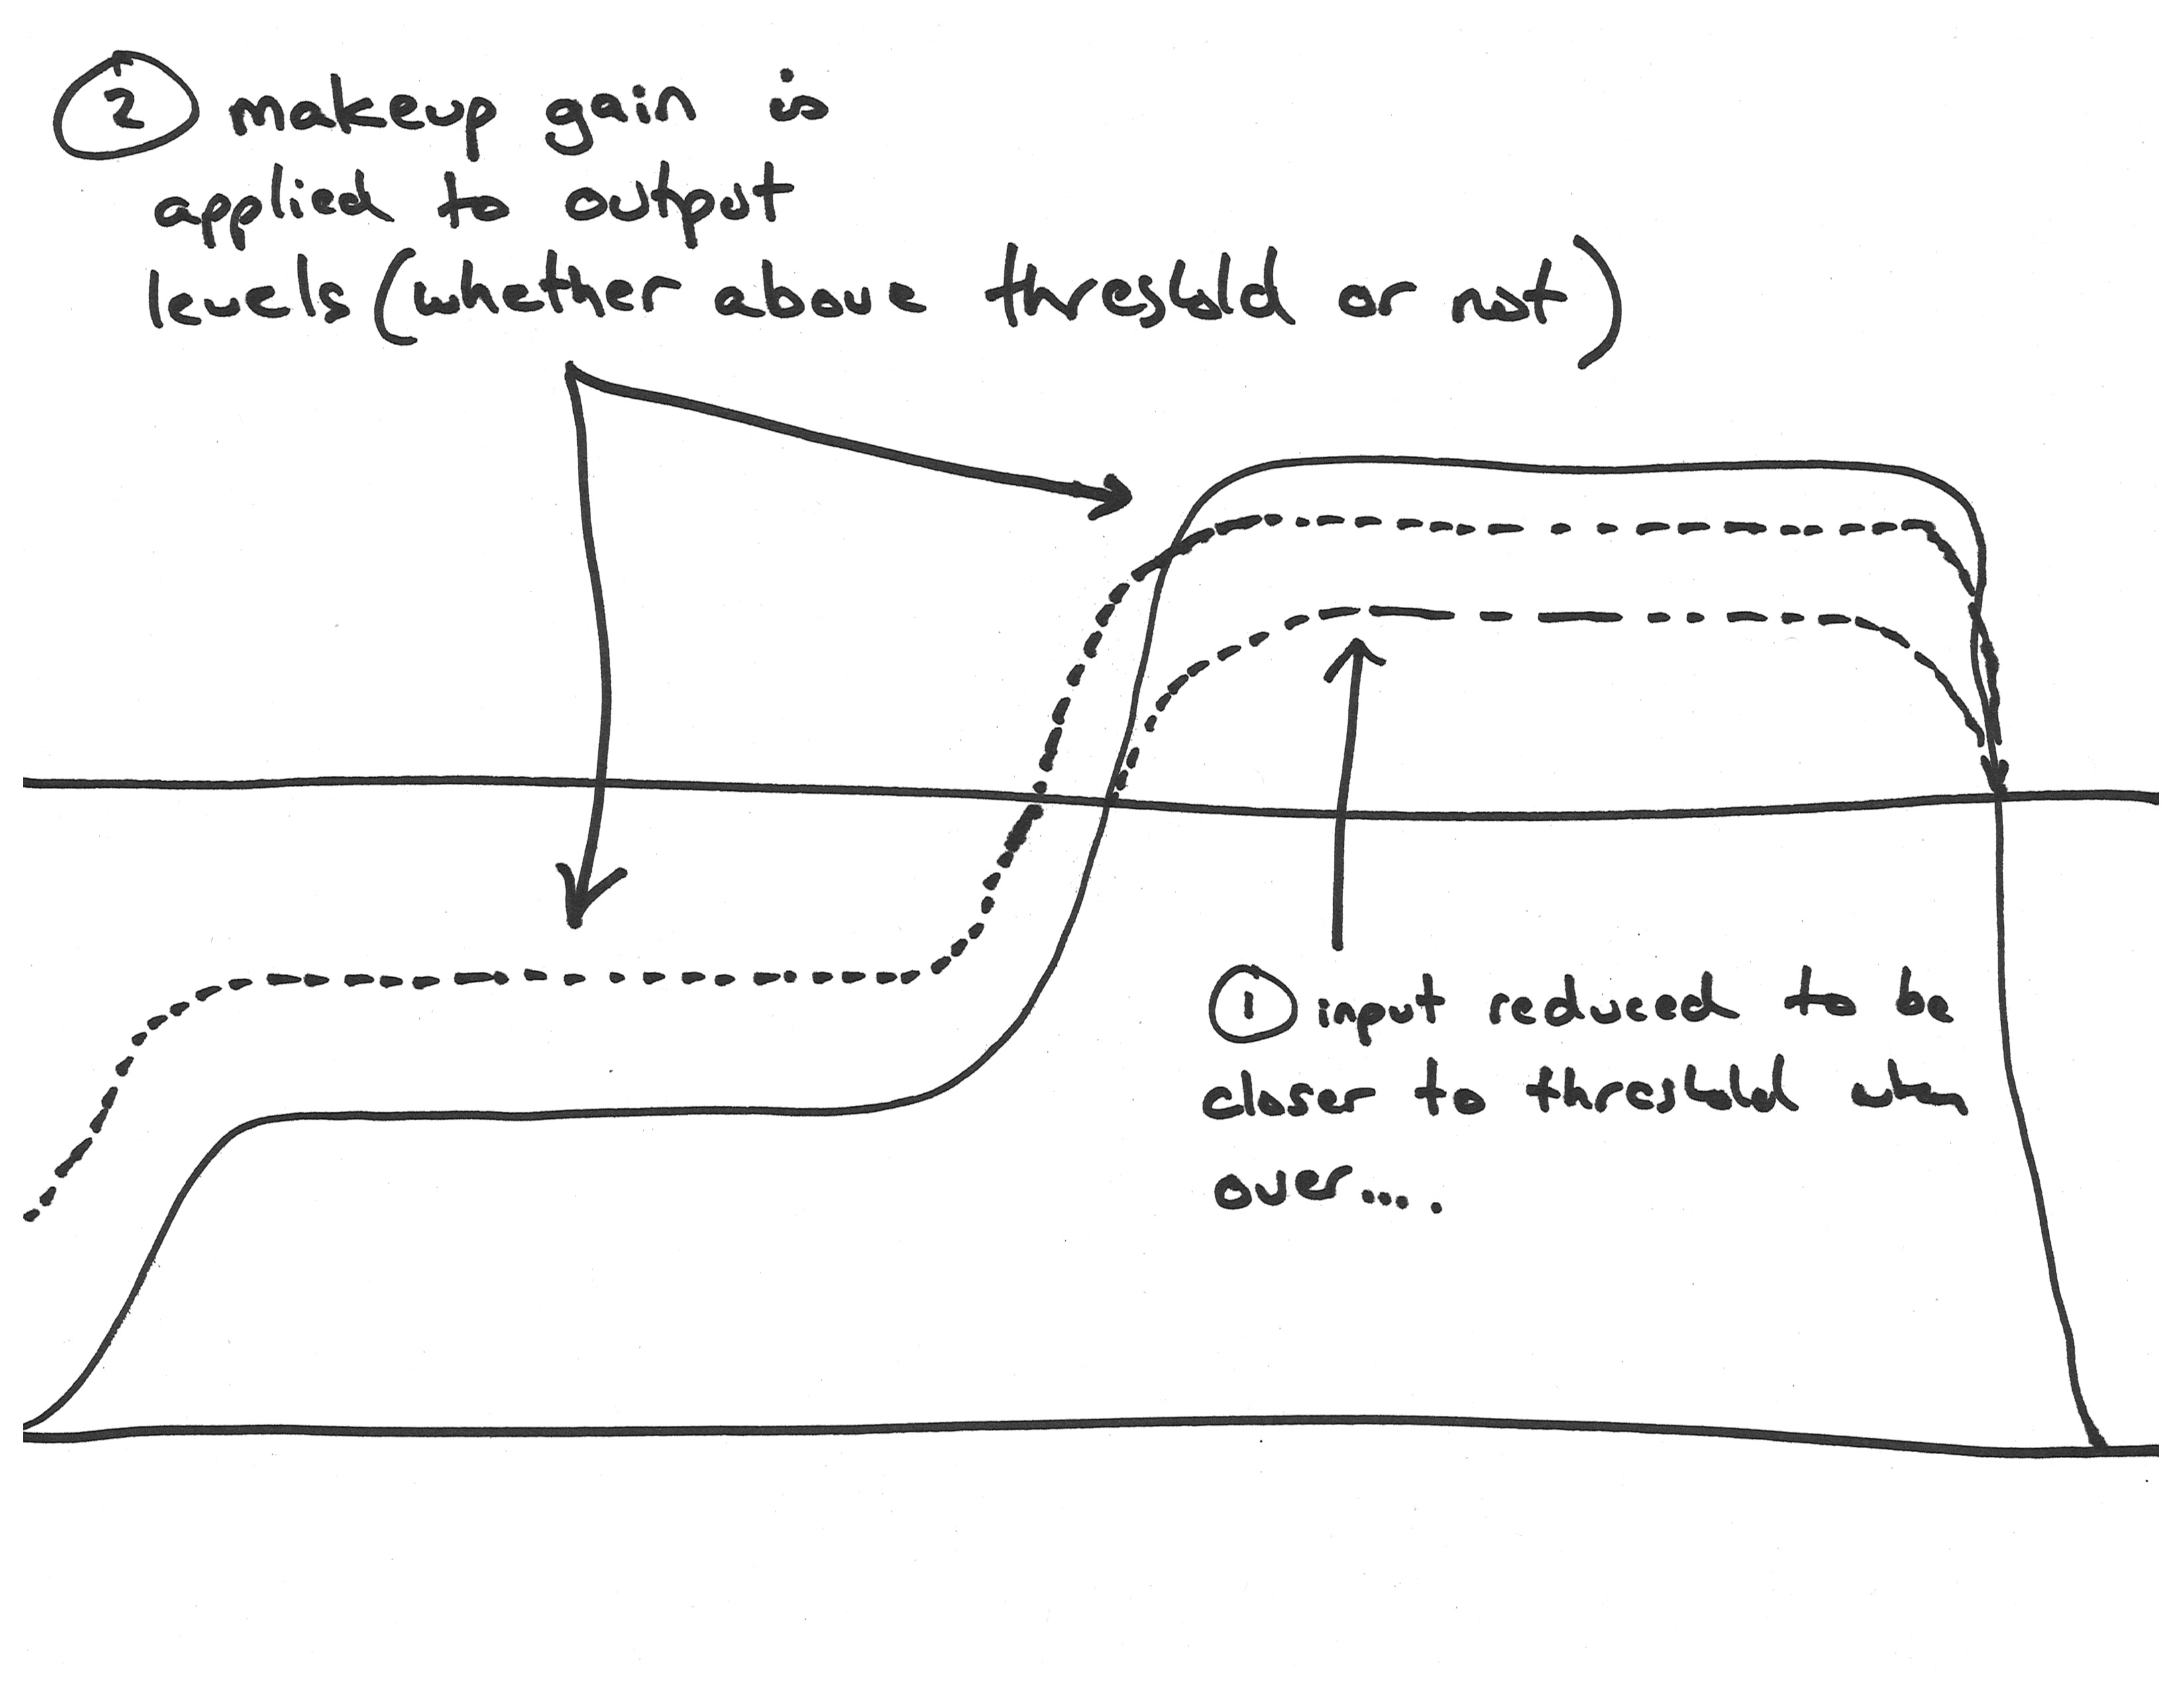 2 makeup gain is
applied to output
levels (whether above threshold or not)
1 input reduced to be
closer to threshold when
over....